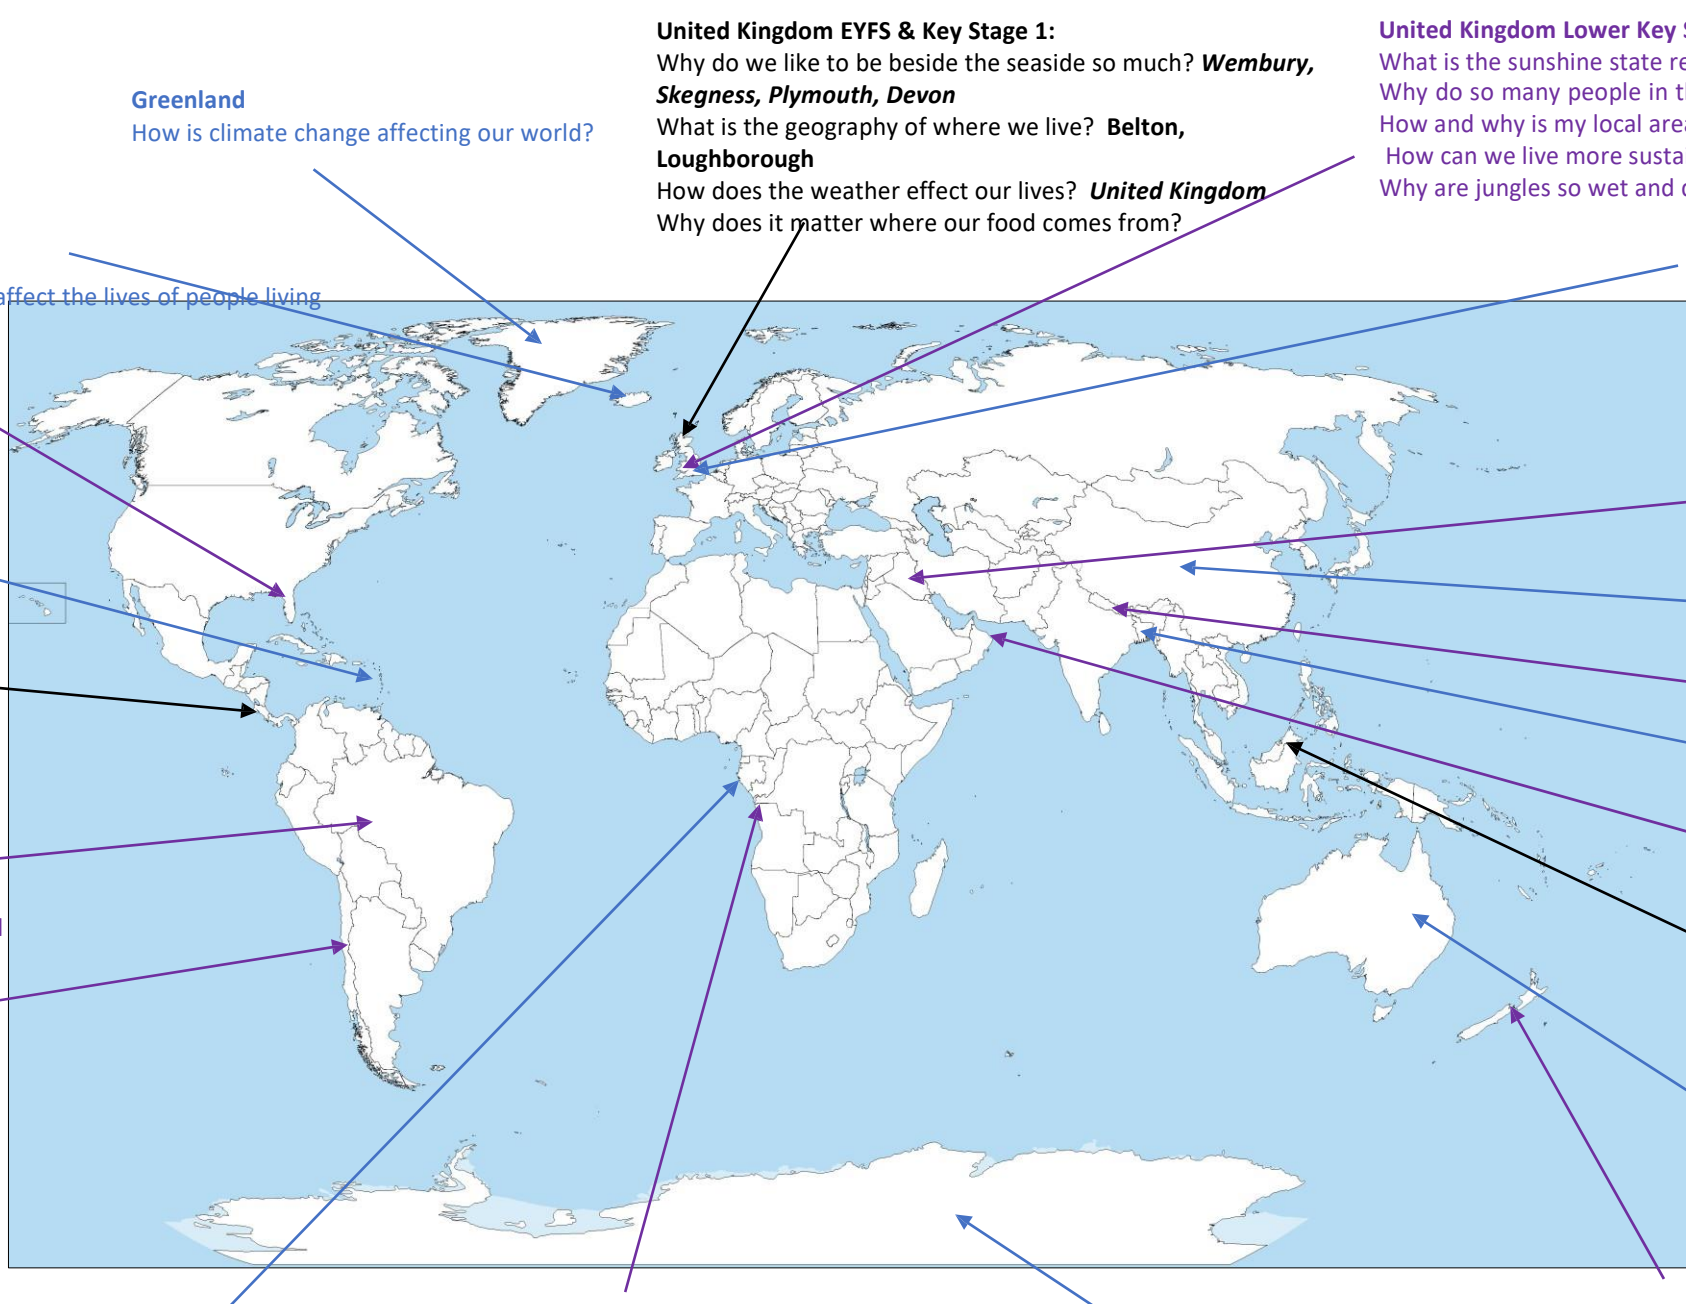 United Kingdom EYFS & Key Stage 1:
Why do we like to be beside the seaside so much? Wembury,
Skegness, Plymouth, Devon
What is the geography of where we live? Belton,
Loughborough
How does the weather effect our lives? United Kingdom
Why does it matter where our food comes from?
United Kingdom Lower Key
What is the sunshine state
Why do so many people in
How and why is my local
How can we live more
Why are jungles so wet and
Greenland
How is climate change affecting our world?
affect the lives of people living